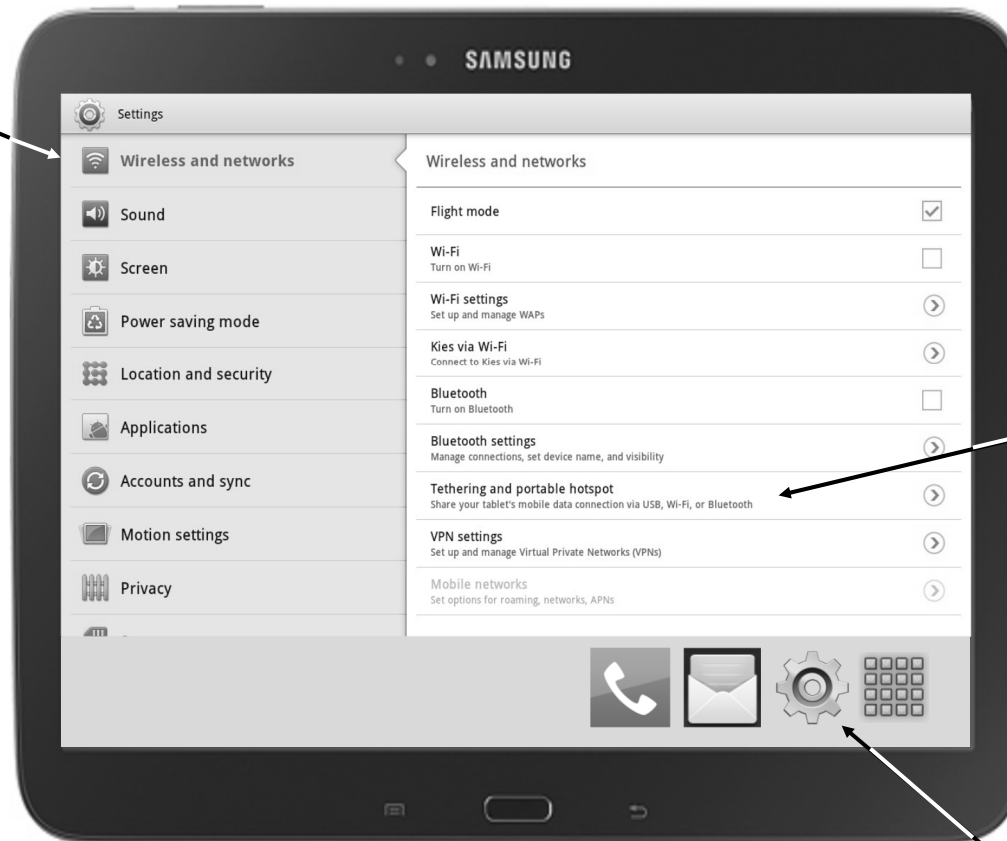 SAMSUNG
Settings
Wireless and networks
Sound
Screen
Power saving mode
Location and security
Applications
Accounts and sync
Motion settings
Privacy
Wireless and networks
Flight mode
Wi-Fi
Turn on Wi-Fi
Wi-Fi settings
Set up and manage WAPs
Kies via Wi-Fi
Connect to Kies via Wi-Fi
Bluetooth
Turn on Bluetooth
Bluetooth settings
Manage connections, set device name, and visibility
Tethering and portable hotspot
Share your tablet's mobile data connection via USB, Wi-Fi, or Bluetooth
VPN settings
Set up and manage Virtual Private Networks (VPNs)
Mobile networks
Set options for roaming, networks, APNs